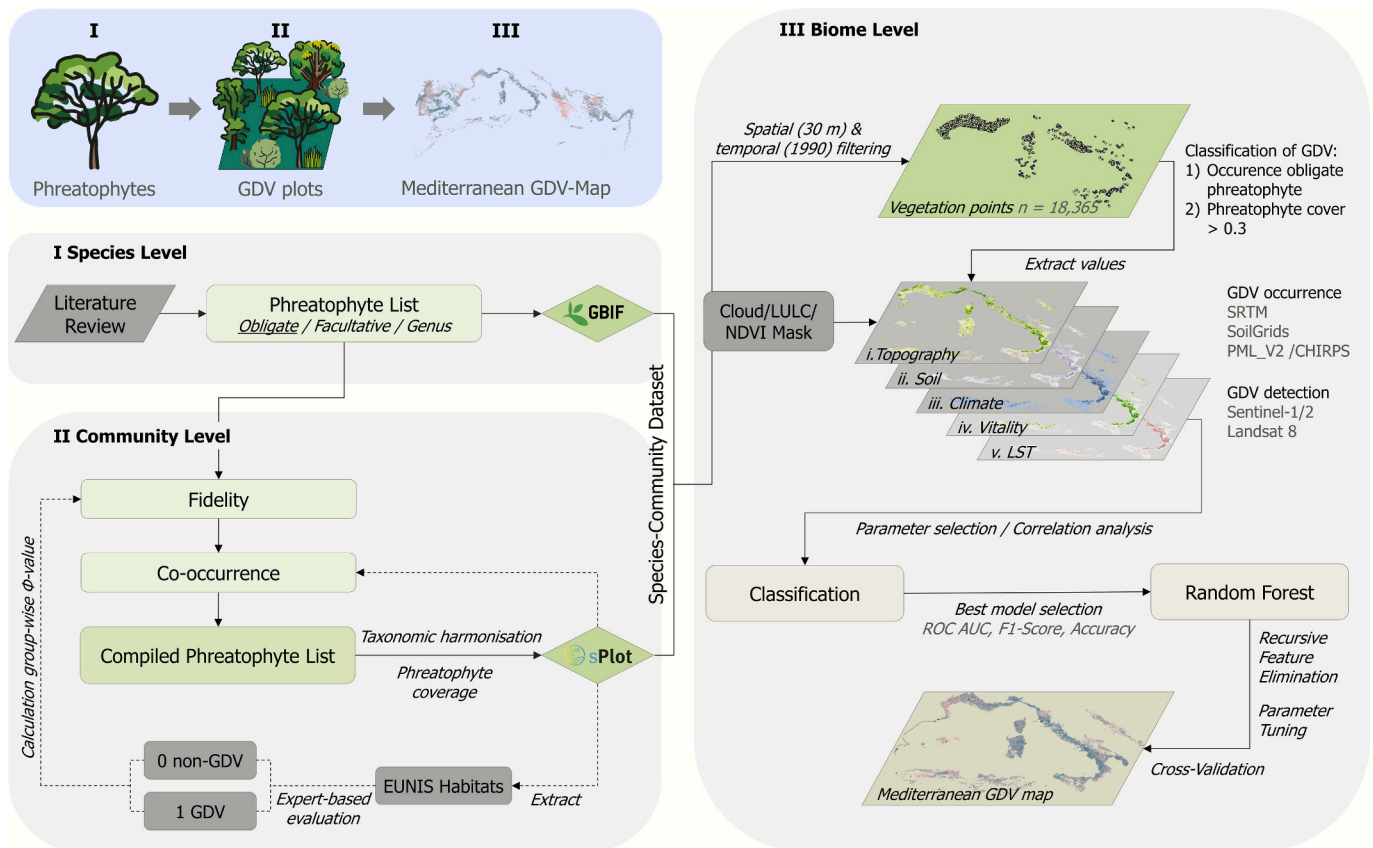 I
II
III
Phreatophytes
GDV plots
Mediterranean GDV-Map
I Species Level
Literature
Review
Phreatophyte List
Obligate / Facultative / Genus
GBIF
II Community Level
Fidelity
Co-occurrence
Compiled Phreatophyte List
Taxonomic harmonisation
Phreatophyte
coverage
sPlot
Calculation group-wise Φ-value
0 non-GDV
1 GDV
Expert-based
evaluation
EUNIS Habitats
Extract
Species-Community Dataset
III Biome Level
Spatial (30 m) &
temporal (1990) filtering
Vegetation points n = 18,365
Classification of GDV:
1) Occurence obligate
phreatophyte
2) Phreatophyte cover
> 0.3
Extract values
Cloud/LULC/
NDVI Mask
i.Topography
ii. Soil
iii. Climate
iv. Vitality
v. LST
GDV occurrence
SRTM
SoilGrids
PML_V2 /CHIRPS
GDV detection
Sentinel-1/2
Landsat 8
Parameter selection / Correlation analysis
Classification
Best model selection
ROC AUC, F1-Score, Accuracy
Random Forest
Recursive
Feature
Elimination
Parameter
Tuning
Cross-Validation
Mediterranean GDV map